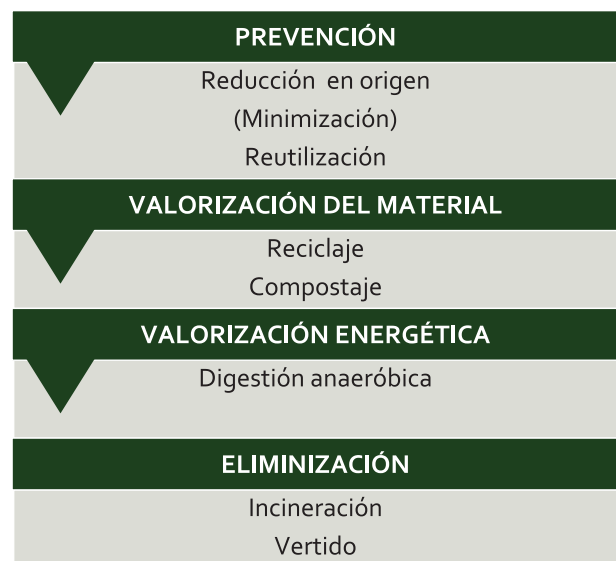 PREVENCIÓN
Reducción en origen
(Minimización)
Reutilización
VALORIZACIÓN DEL MATERIAL
Reciclaje
Compostaje
VALORIZACIÓN ENERGÉTICA
Digestión anaeróbica
ELIMINIZACIÓN
Incineración
Vertido